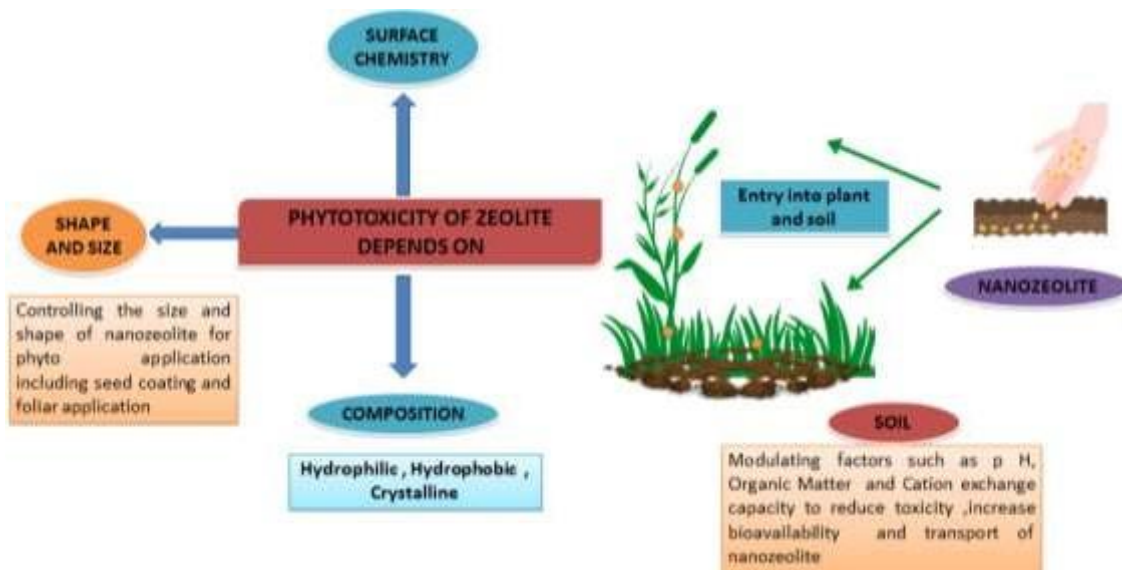 SURFACE
CHEMISTRY
PHYTOTOXICITY OF ZEOLITE
DEPENDS ON
SHAPE
AND SIZE
Controlling the size and
shape of nanozeolite for
phyto application
including seed coating and
foliar application
COMPOSITION
Hydrophilic , Hydrophobic ,
Crystalline
Entry into plant
and soil
NANOZEOLITE
SOIL
Modulating factors such as p H,
Organic Matter and Cation exchange
capacity to reduce toxicity ,increase
bioavailability and transport of
nanozeolite